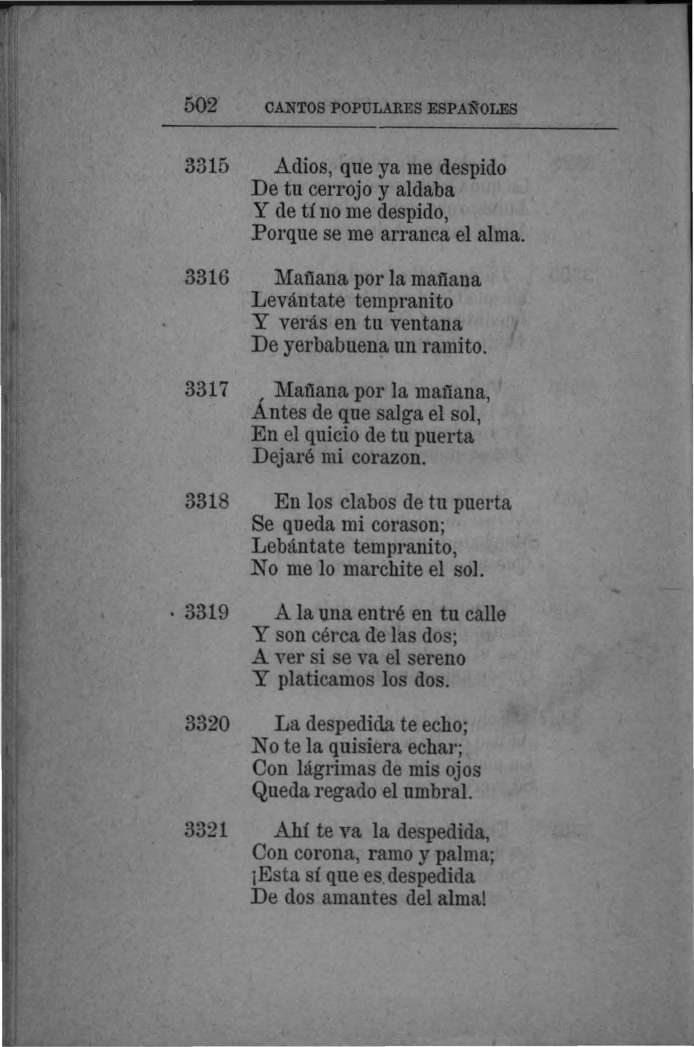 502 CANTOS POPULARES ESPAÑOLES
3315 Adios, que ya me despido
De tu cerrojo y aldaba
Y de tí no me despido,
Porque se me arranca el alma.
3316 Mañana por la mañana
Levántate tempranito
Y verás en tu ventana
De yerbabuena un ramito.
3317 Mañana por la mañana,
Ántes de que salga el sol,
En el quicio de tu puerta
Dejaré mi corazon.
3318 En los clabos de tu puerta
Se queda mi corason;
Lebántate tempranito,
No me lo marchite el sol.
3319 A la una entré en tu calle
Y son cérca de las dos;
A ver si se va el sereno
Y platicamos los dos.
3320 La despedida te echo;
No te la quisiera echar;
Con lágrimas de mis ojos
Queda regado el umbral.
3321 Ahí te va la despedida,
Con corona, ramo y palma;
¡Esta sí que es despedida
De dos amantes del alma!